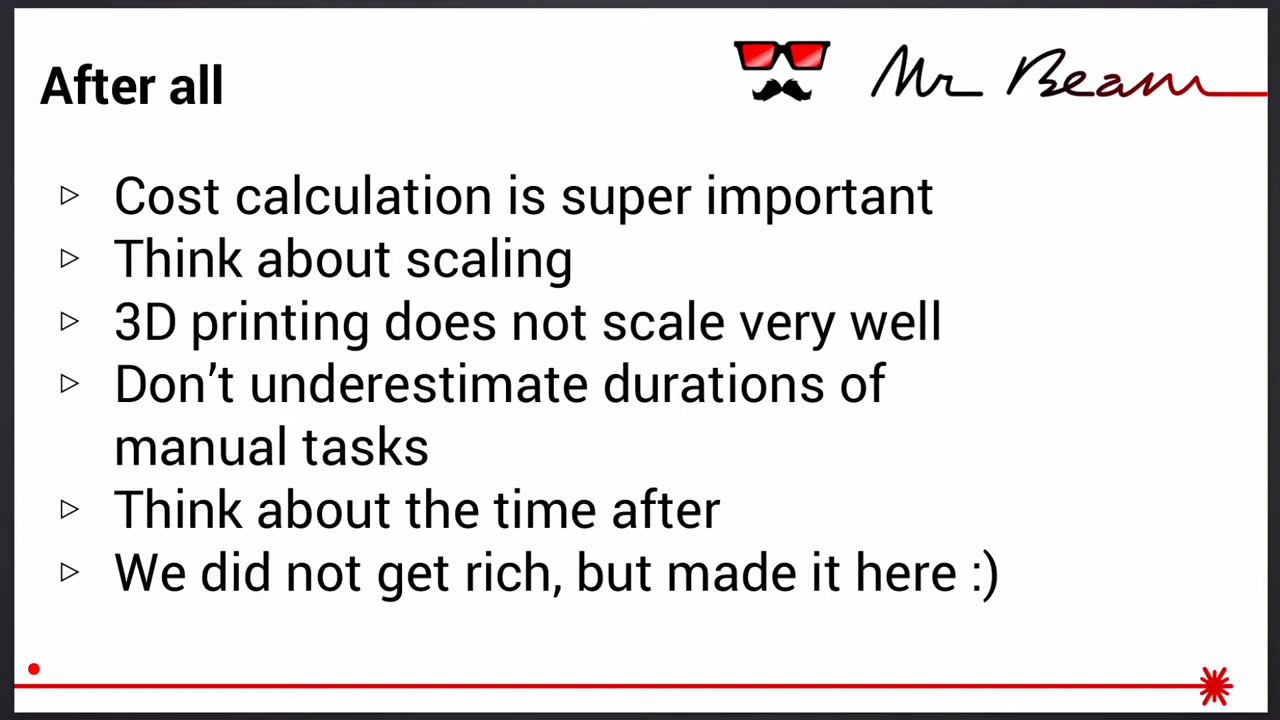 After all
Mr Beam
Cost calculation is super important
Think about scaling
3D printing does not scale very well
Don’t underestimate durations of
manual tasks
Think about the time after
We did not get rich, but made it here :)